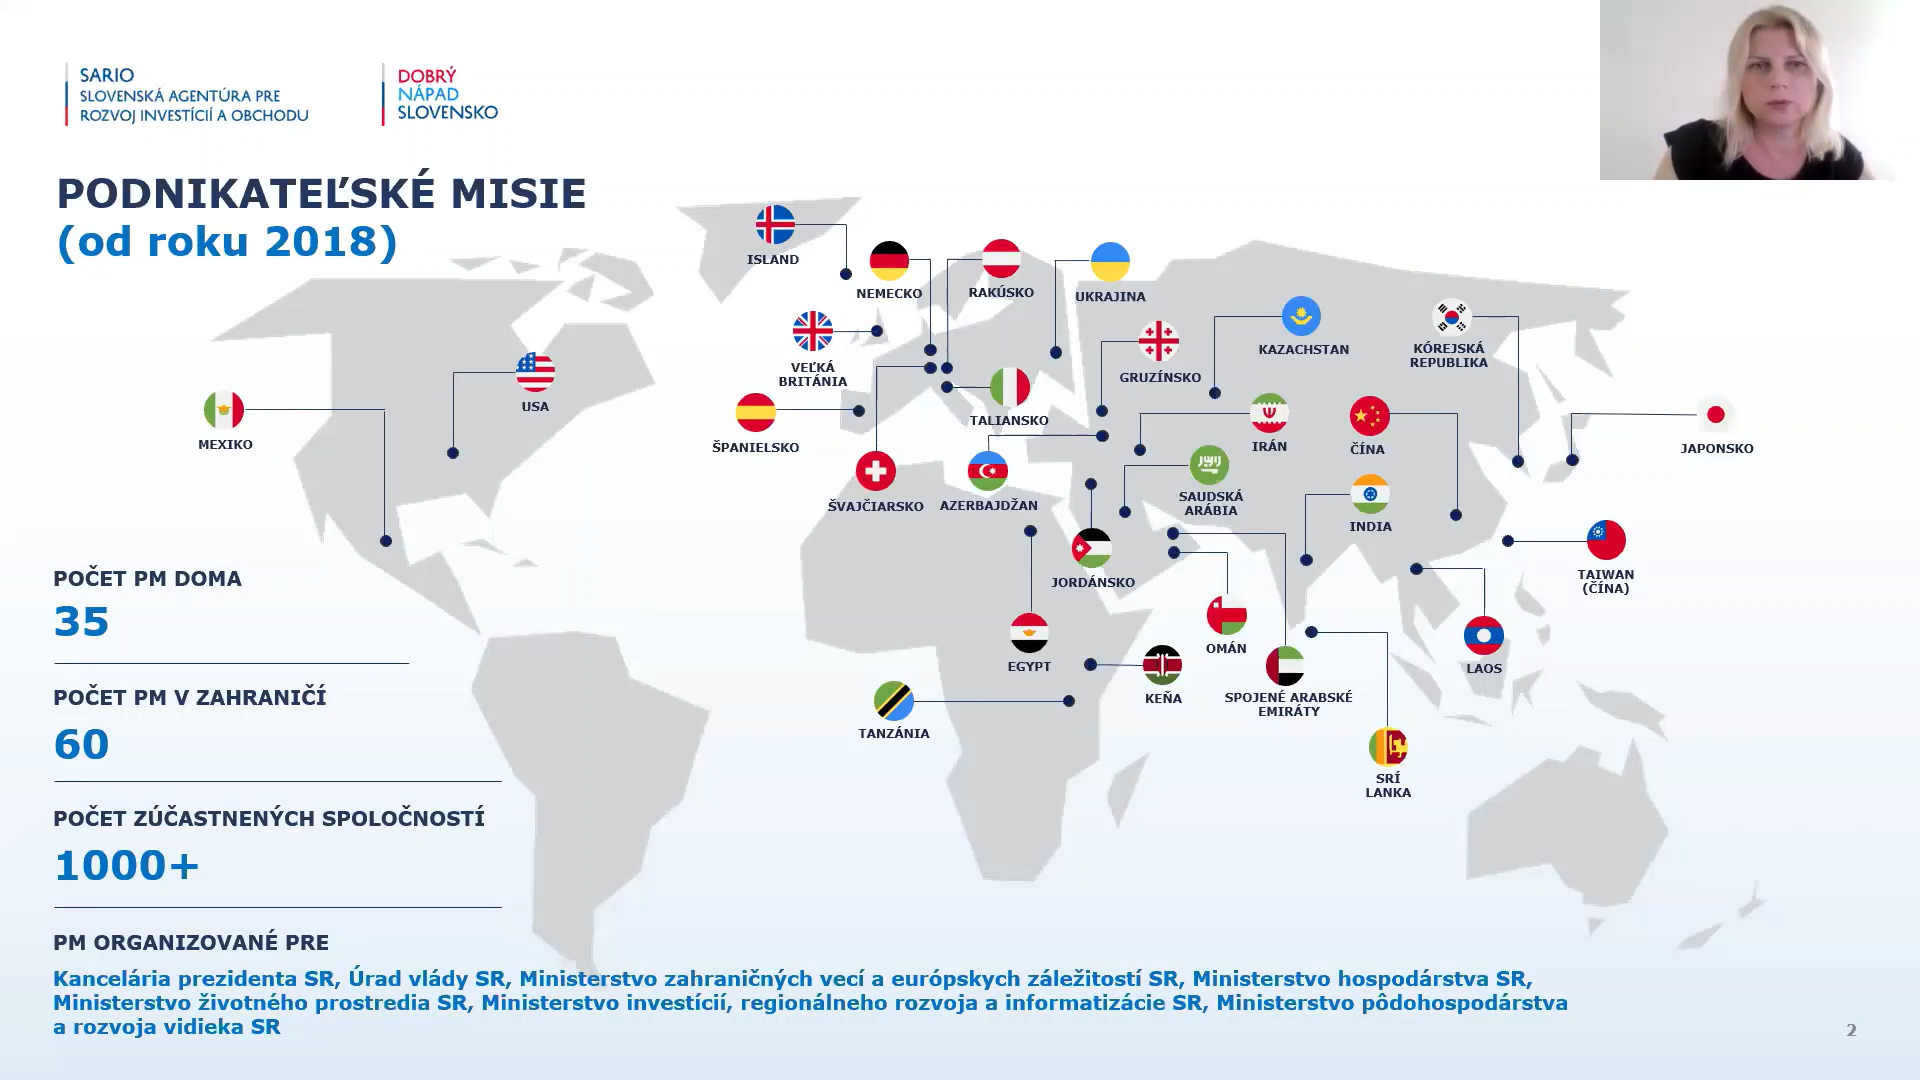 SARIO
SLOVENSKÁ AGENTÚRA PRE
ROZVOJ INVESTÍCIÍ A OBCHODU
DOBRÝ
NÁPAD
SLOVENSKO
PODNIKATEĽSKÉ MISIE
(od roku 2018)
ISLAND
NEMECKO
RAKÚSKO
UKRAJINA
VEĽKÁ
BRITÁNIA
GRUZÍNSKO
KAZACHSTAN
KÓREJSKÁ
REPUBLIKA
USA
MEXIKO
ŠPANIELSKO
TALIANSKO
IRÁN
ČÍNA
JAPONSKO
ŠVAJČIARSKO
AZERBAJDŽAN
SAUDSKÁ
ARÁBIA
INDIA
JORDÁNSKO
TAIWAN
(ČÍNA)
EGYPT
OMÁN
LAOS
KEŇA
SPOJENÉ ARABSKÉ
EMIRÁTY
TANZÁNIA
SRÍ
LANKA
POČET PM DOMA
35
POČET PM V ZAHRANIČÍ
60
POČET ZÚČASTNENÝCH SPOLOČNOSTÍ
1000+
PM ORGANIZOVANÉ PRE
Kancelária prezidenta SR, Úrad vlády SR, Ministerstvo zahraničných vecí a európskych záležitostí SR, Ministerstvo hospodárstva SR,
Ministerstvo životného prostredia SR, Ministerstvo investícií, regionálneho rozvoja a informatizácie SR, Ministerstvo pôdohospodárstva
a rozvoja vidieka SR
2